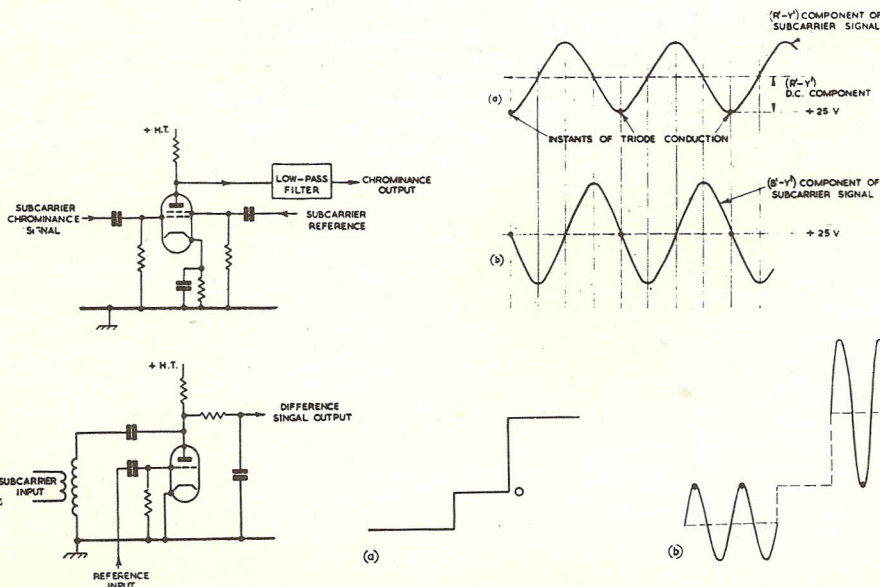 + H.T.
LOW-PASS
FILTER
CHROMINANCE
OUTPUT
SUBCARRIER
CHROMINANCE
SIGNAL
SUBCARRIER
REFERENCE
(R'-Y') COMPONENT OF
SUBCARRIER SIGNAL
(R'-Y')
D.C. COMPONENT
(a)
+ 25 V
INSTANTS OF TRIODE CONDUCTION
(B'-Y') COMPONENT OF
SUBCARRIER SIGNAL
+ 25 V
(b)
+ H.T.
DIFFERENCE
SINGAL OUTPUT
SUBCARRIER
INPUT
REFERENCE
INPUT
O
(a)
(b)